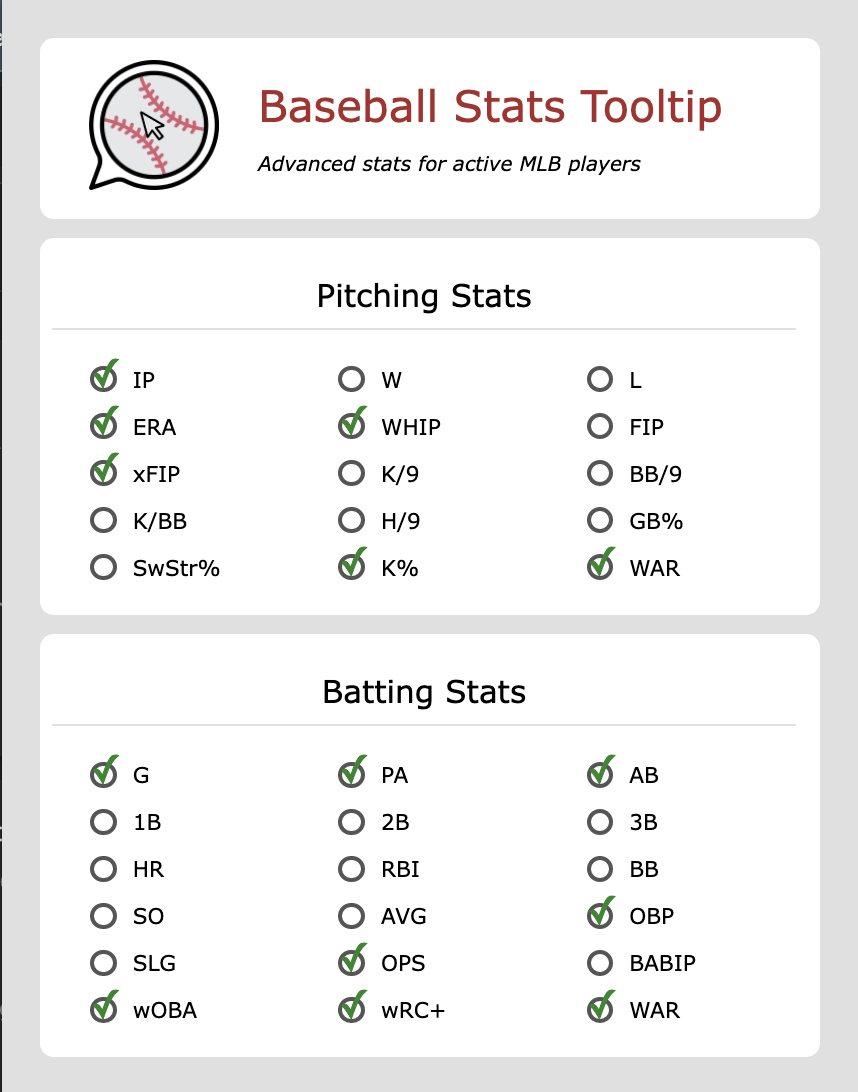 Baseball Stats Tooltip
Advanced stats for active MLB players
Pitching Stats
IP W L
ERA WHIP FIP
xFIP K/9 BB/9
K/BB H/9 GB%
SwStr% K% WAR
Batting Stats
G PA AB
1B 2B 3B
HR RBI BB
SO AVG OBP
SLG OPS BABIP
wOBA wRC+ WAR